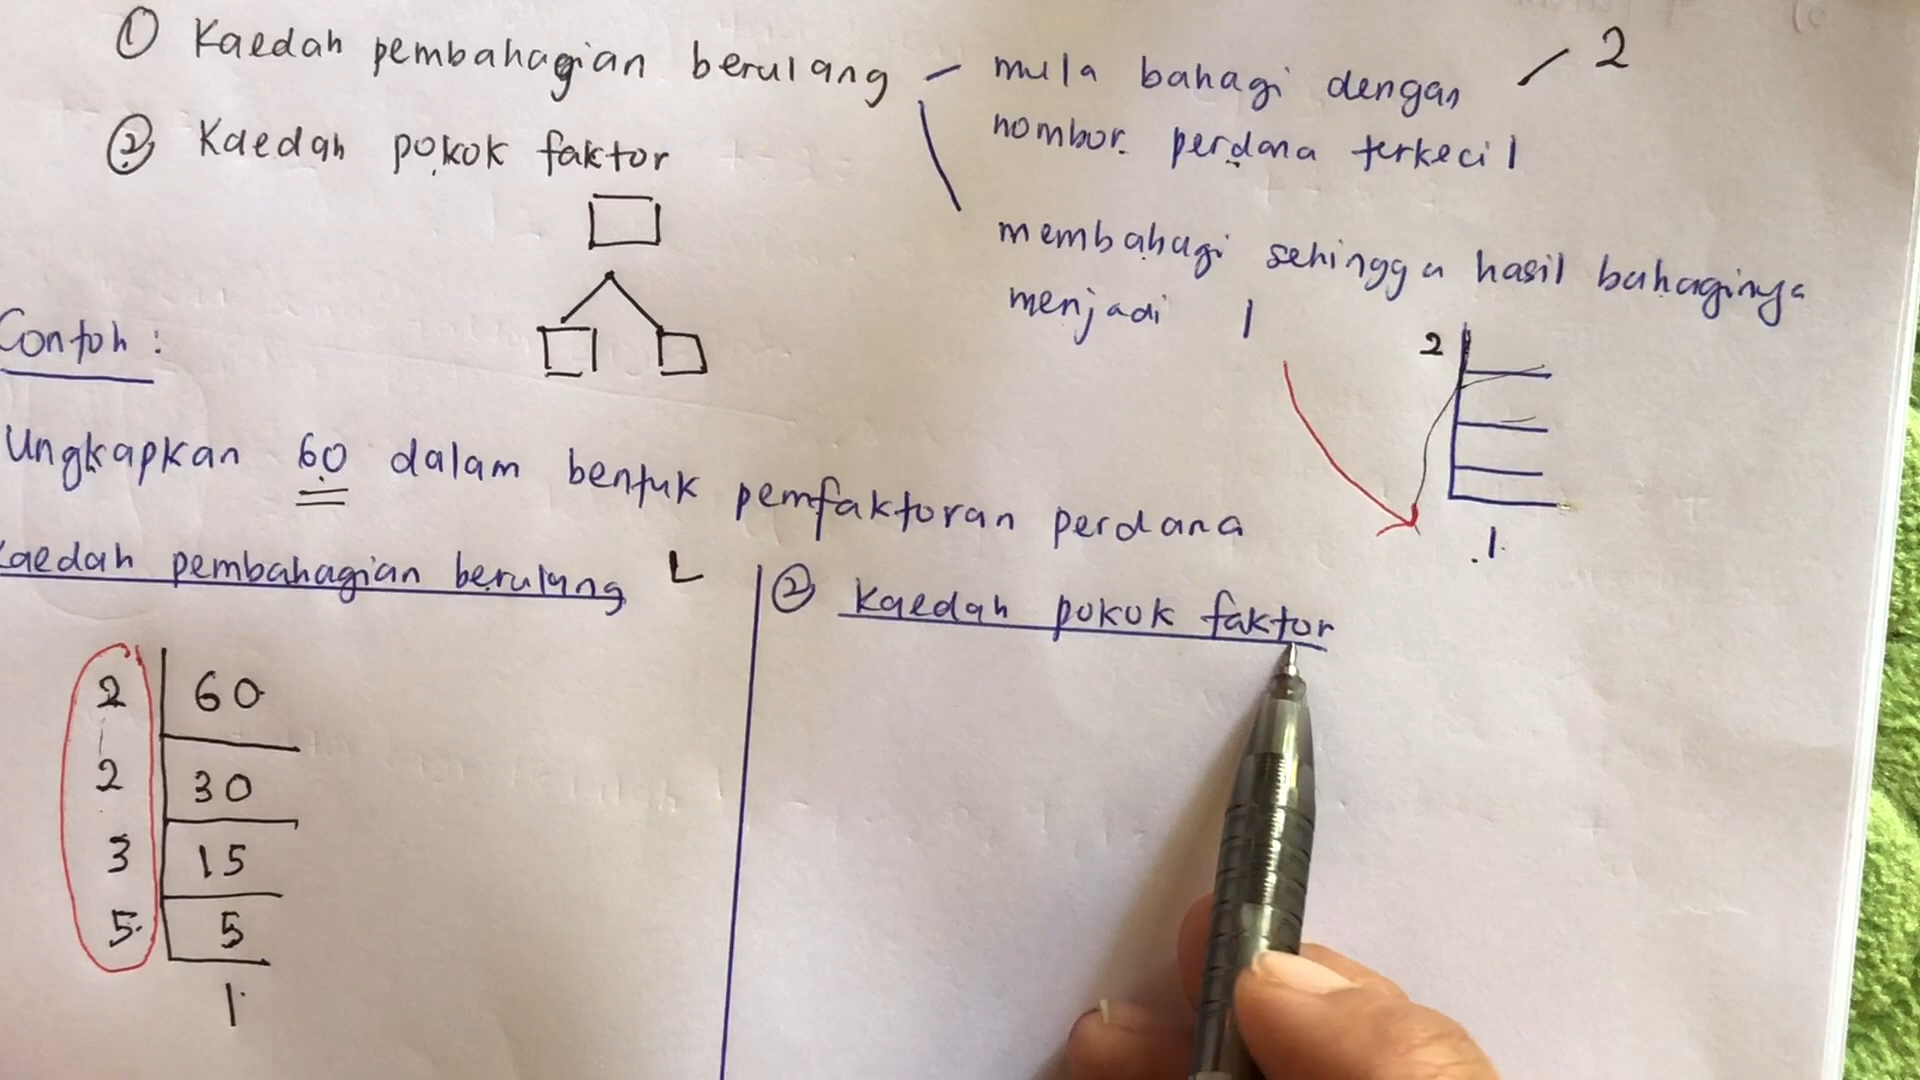 ① Kaedah pembahagian berulang – mula bahagi dengan / 2
nombor perdana terkecil
② Kaedah pokok faktor
membahagi sehingga hasil bahaginya
menjadi 1
2
1
Contoh :
Ungkapkan 60 dalam bentuk pemfaktoran perdana
Kaedah pembahagian berulang
2 60
2 30
3 15
5 5
1
② Kaedah pokok faktor